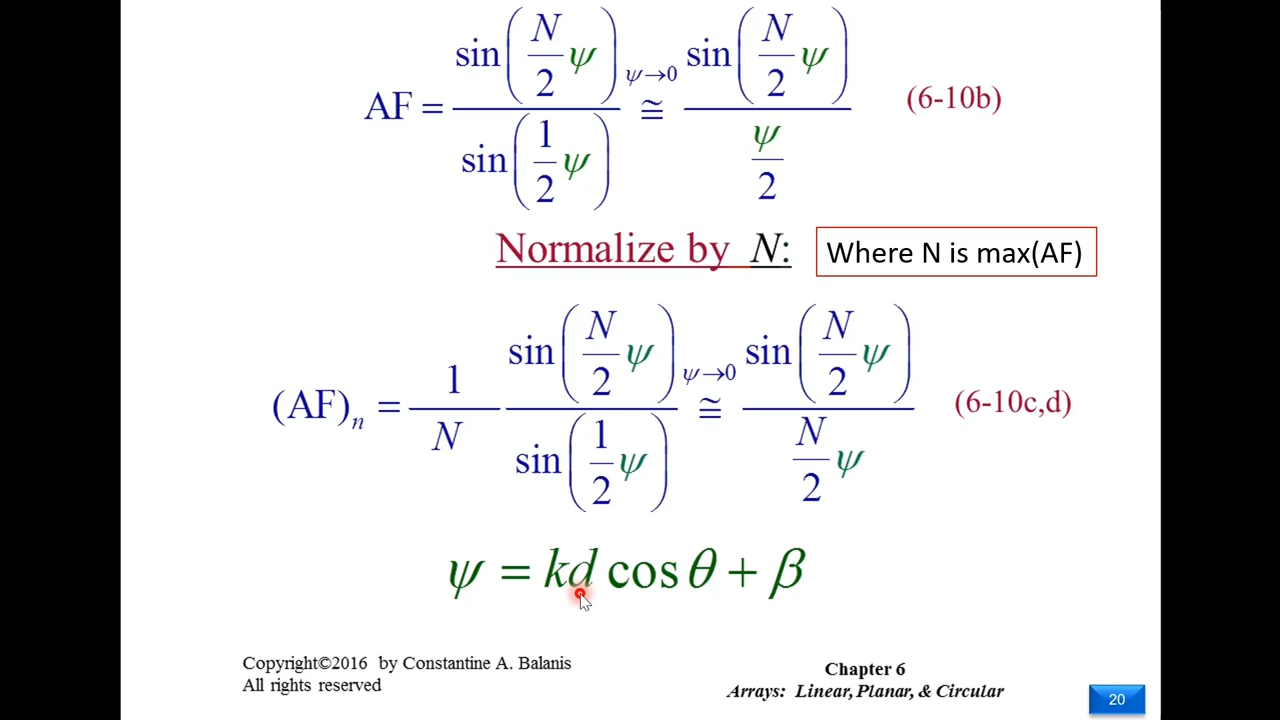 AF = sin(N/2 ψ) / sin(1/2 ψ) ≅ (ψ→0) sin(N/2 ψ) / (ψ/2) (6-10b)
Normalize by N: Where N is max(AF)
(AF)n = 1/N sin(N/2 ψ) / sin(1/2 ψ) ≅ (ψ→0) sin(N/2 ψ) / (N/2 ψ) (6-10c,d)
ψ = kd cos θ + β
Copyright©2016 by Constantine A. Balanis
All rights reserved
Chapter 6
Arrays: Linear, Planar, & Circular
20